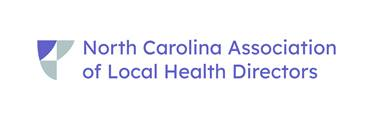 North Carolina Association
of Local Health Directors